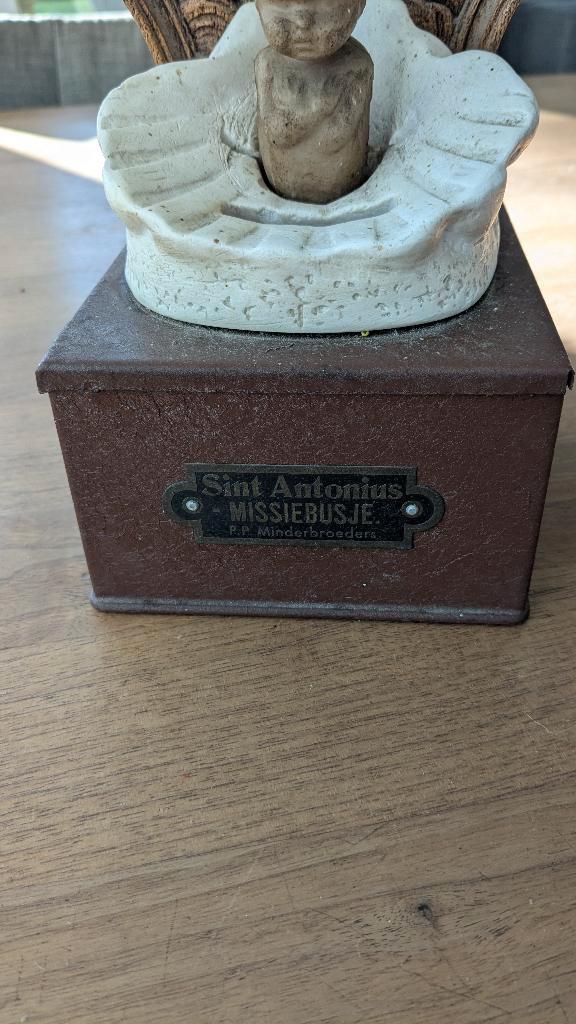 Sint Antonius
- MISSIEBUSJE.
P.P. Minderbroeders